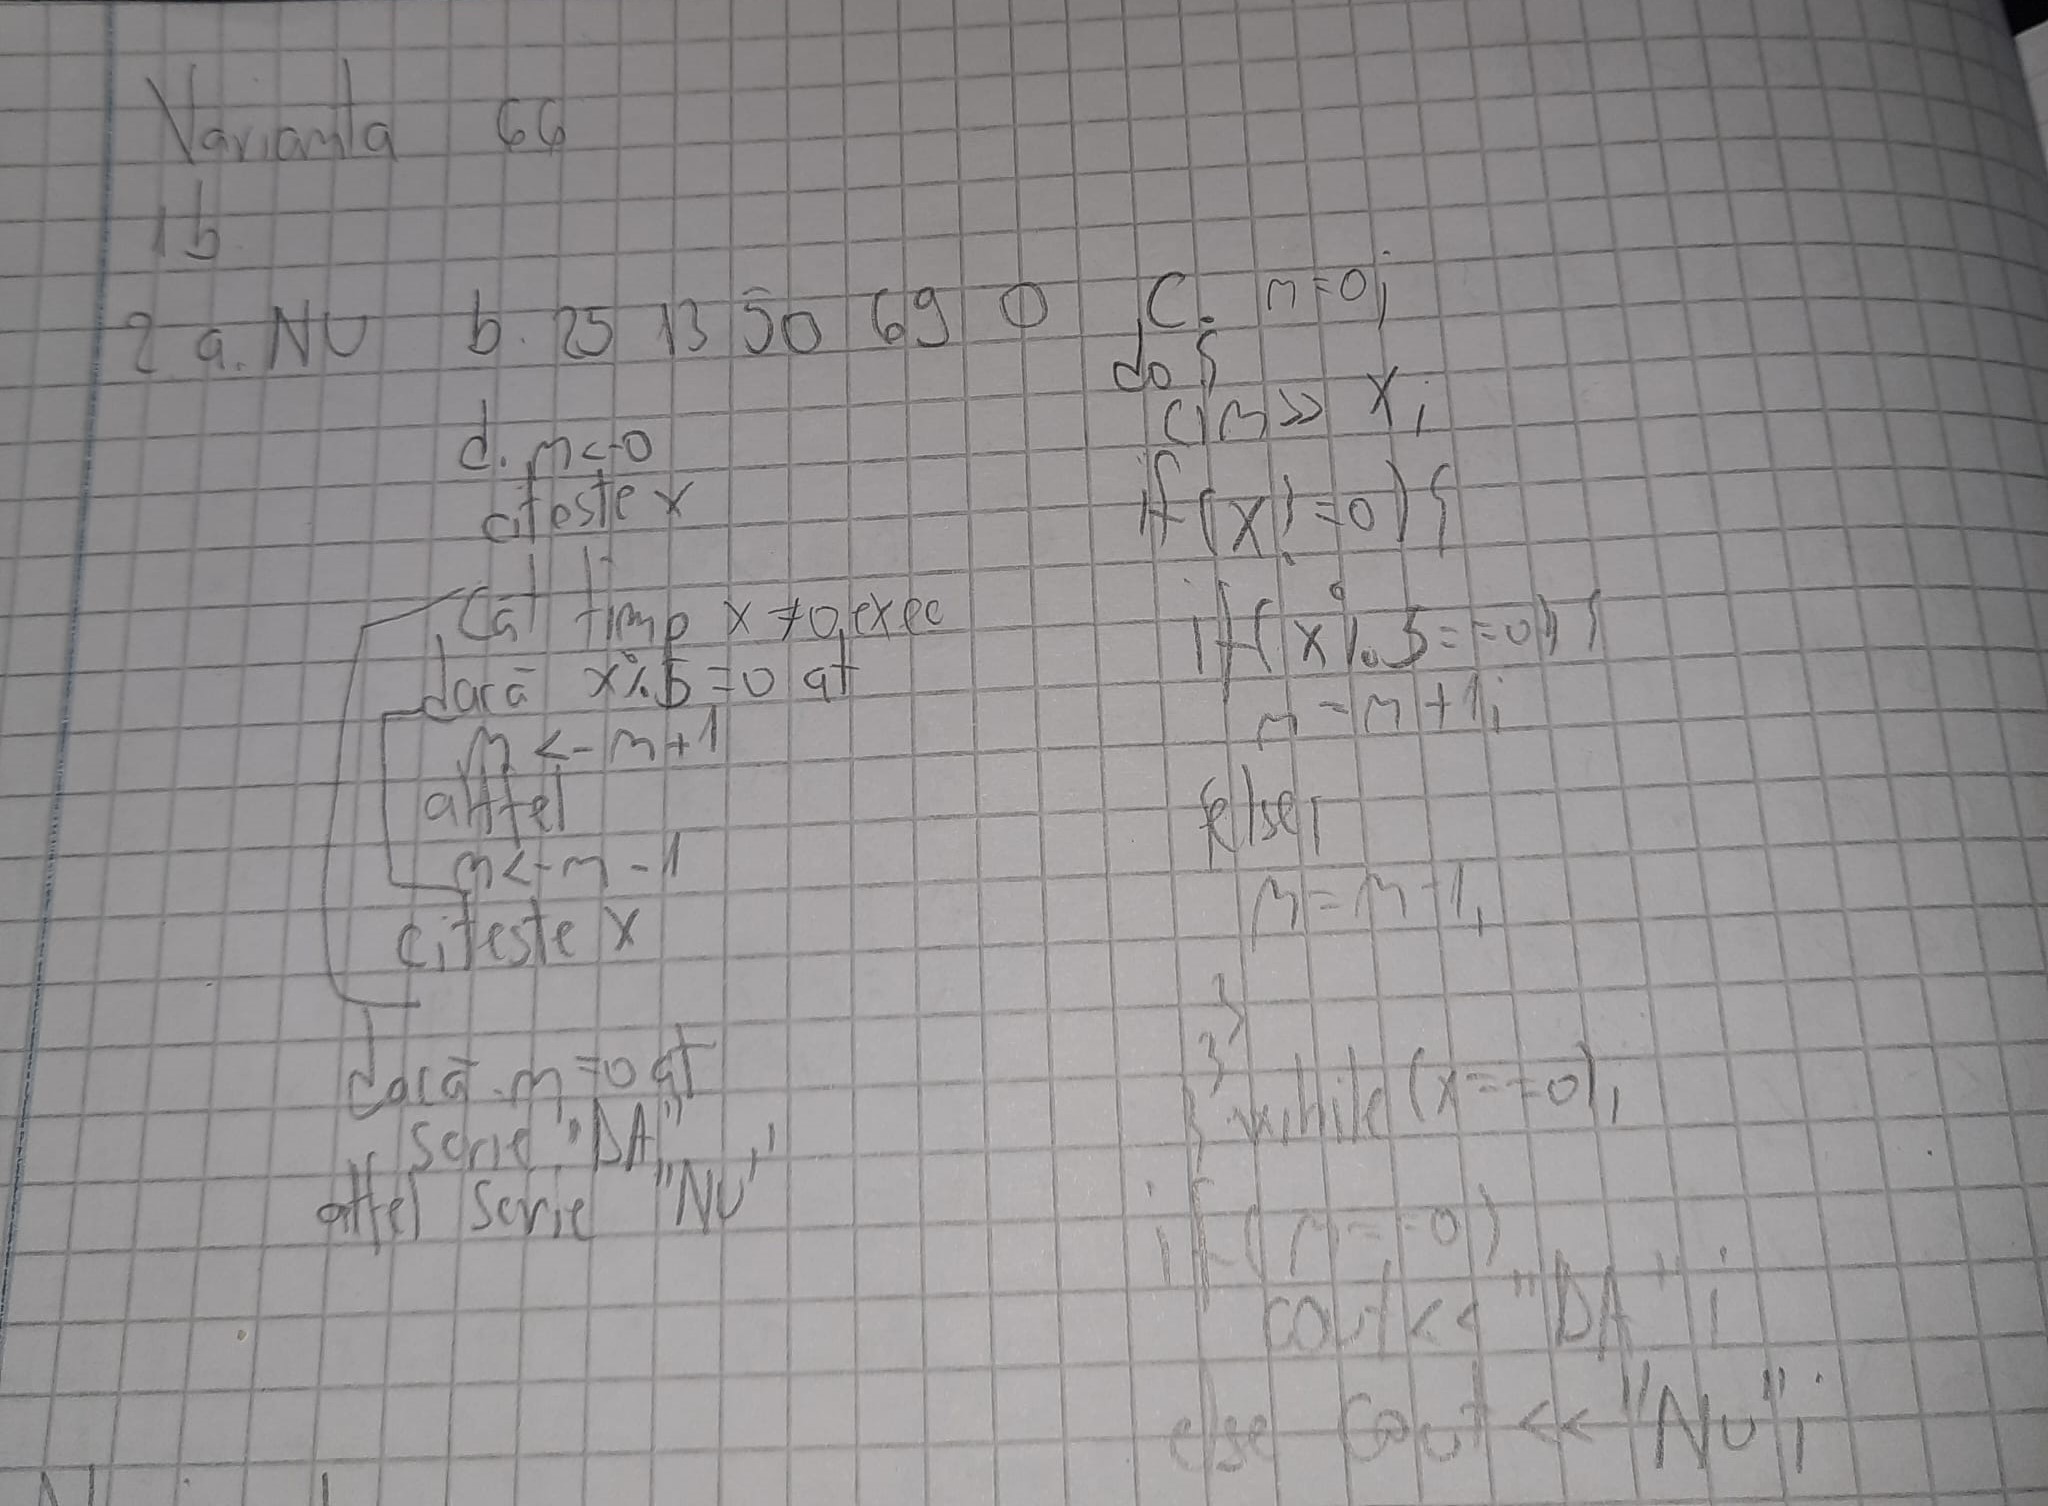 Varianta 66
1b
2 a. NU b. 25 13 50 69 0
d. n<-0
citeste x
Cat timp x≠0 exec
dacă x%5=0 at
n<-n+1
altfel
n<-n-1
citeste x
dacă n=0 at
scrie "DA"
altfel scrie "NU"
C. n=0;
do{
cin>>x;
if(x!=0){
if(x%5==0){
n=n+1;
else
n=n-1;
}
}
}while(x==0);
if(n==0)
cout<<"DA";
else cout<<"NU";